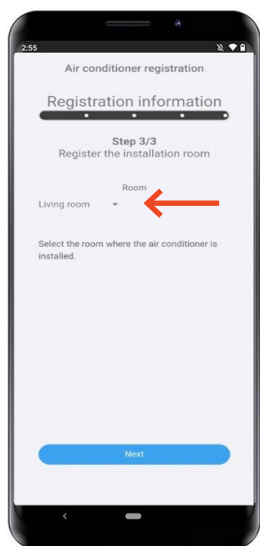 2:55
Air conditioner registration
Registration information
Step 3/3
Register the installation room
Room
Living room
Select the room where the air conditioner is
installed.
Next